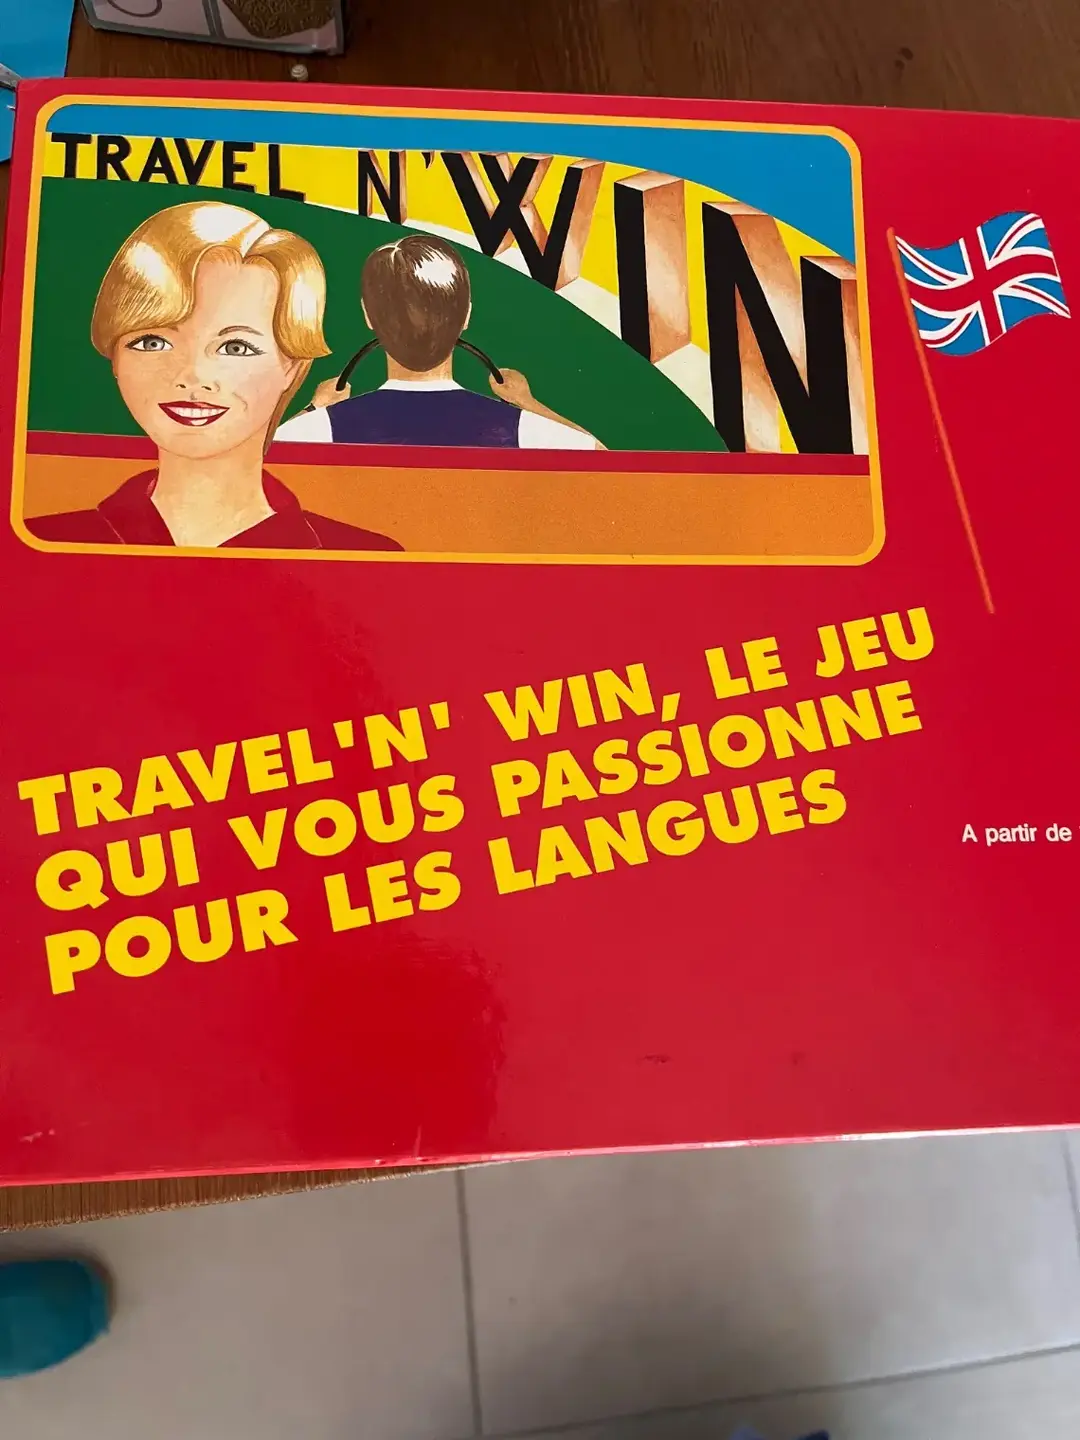 TRAVEL N' WIN
TRAVEL'N' WIN, LE JEU
QUI VOUS PASSIONNE
POUR LES LANGUES
A partir de